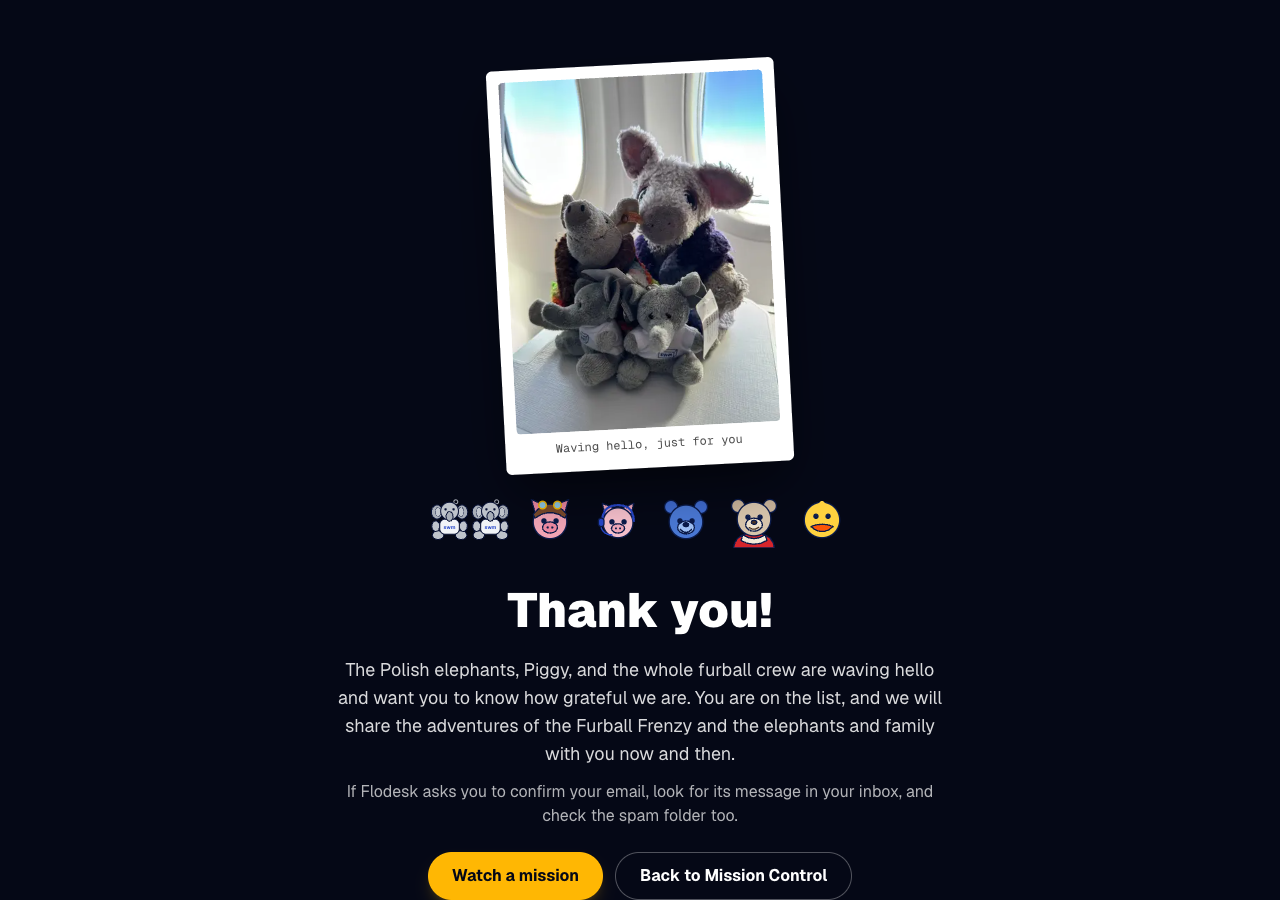 Waving hello, just for you
swm swm
Thank you!
The Polish elephants, Piggy, and the whole furball crew are waving hello
and want you to know how grateful we are. You are on the list, and we will
share the adventures of the Furball Frenzy and the elephants and family
with you now and then.
If Flodesk asks you to confirm your email, look for its message in your inbox, and
check the spam folder too.
Watch a mission
Back to Mission Control